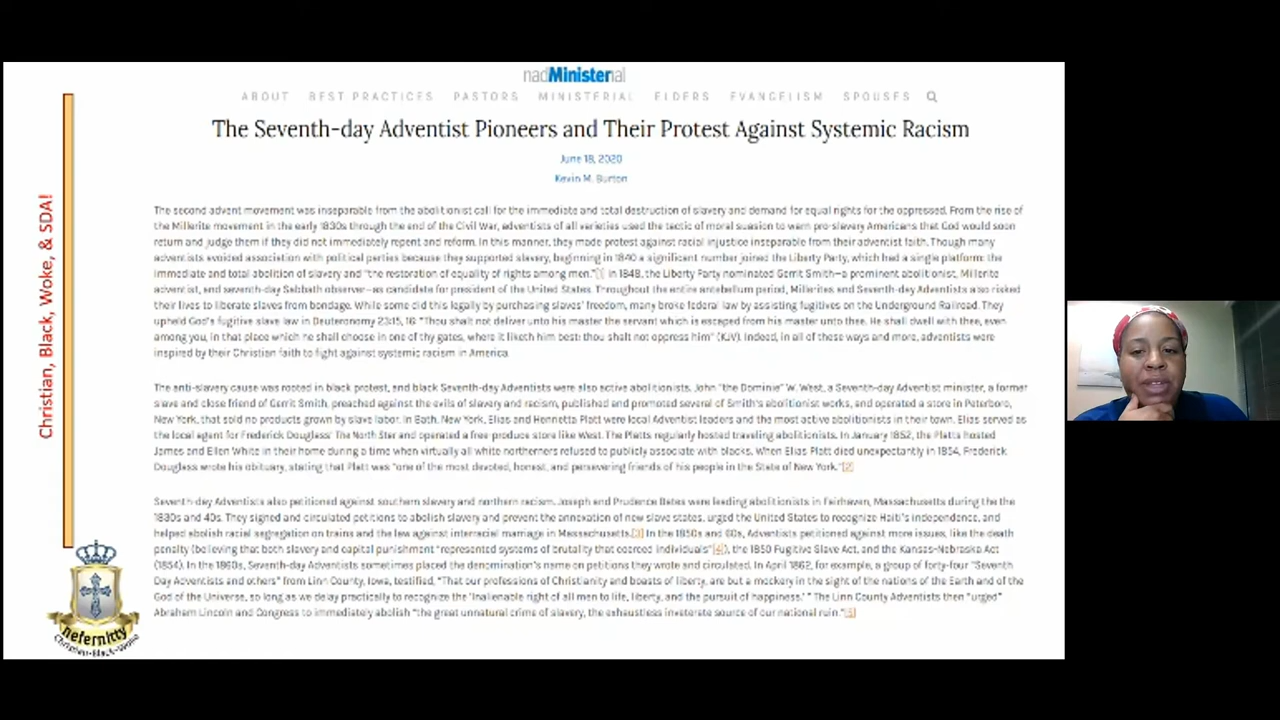 nadMinisterial
ABOUT BEST PRACTICES PASTORS MINISTERIAL ELDERS EVANGELISM SPOUSES
The Seventh-day Adventist Pioneers and Their Protest Against Systemic Racism
June 18, 2020
Kevin M. Burton
The second advent movement was inseparable from the abolitionist call for the immediate and total destruction of slavery and demand for equal rights for the oppressed. From the rise of
the Millerite movement in the early 1830s through the end of the Civil War, adventists of all varieties used the tactic of moral suasion to warn pro-slavery Americans that God would soon
return and judge them if they did not immediately repent and reform. In this manner, they made protest against racial injustice inseparable from their adventist faith. Though many
adventists avoided association with political parties because they supported slavery, beginning in 1840 a significant number joined the Liberty Party, which had a single platform: the
immediate and total abolition of slavery and "the restoration of equality of rights among men."[1] In 1848, the Liberty Party nominated Gerrit Smith—a prominent abolitionist, Millerite
adventist, and seventh-day Sabbath observer—as candidate for president of the United States. Throughout the entire antebellum period, Millerites and Seventh-day Adventists also risked
their lives to liberate slaves from bondage. While some did this legally by purchasing slaves' freedom, many broke federal law by assisting fugitives on the Underground Railroad. They
upheld God's fugitive slave law in Deuteronomy 23:15, 16: "Thou shalt not deliver unto his master the servant which is escaped from his master unto thee. He shall dwell with thee, even
among you, in that place which he shall choose in one of thy gates, where it liketh him best: thou shalt not oppress him" (KJV). Indeed, in all of these ways and more, adventists were
inspired by their Christian faith to fight against systemic racism in America.
The anti-slavery cause was rooted in black protest, and black Seventh-day Adventists were also active abolitionists. John "the Dominie" W. West, a Seventh-day Adventist minister, a former
slave and close friend of Gerrit Smith, preached against the evils of slavery and racism, published and promoted several of Smith's abolitionist works, and operated a store in Peterboro,
New York, that sold no products grown by slave labor. In Bath, New York, Elias and Henrietta Platt were local Adventist leaders and the most active abolitionists in their town. Elias served as
the local agent for Frederick Douglass' The North Star and operated a free produce store like West. The Platts regularly hosted traveling abolitionists. In January 1852, the Platts hosted
James and Ellen White in their home during a time when virtually all white northerners refused to publicly associate with blacks. When Elias Platt died unexpectantly in 1854, Frederick
Douglass wrote his obituary, stating that Platt was "one of the most devoted, honest, and persevering friends of his people in the State of New York."[2]
Seventh-day Adventists also petitioned against southern slavery and northern racism. Joseph and Prudence Bates were leading abolitionists in Fairhaven, Massachusetts during the the
1830s and 40s. They signed and circulated petitions to abolish slavery and prevent the annexation of new slave states, urged the United States to recognize Haiti's independence, and
helped abolish racial segregation on trains and the law against interracial marriage in Massachusetts.[3] In the 1850s and 60s, Adventists petitioned against more issues, like the death
penalty (believing that both slavery and capital punishment "represented systems of brutality that coerced individuals"[4]), the 1850 Fugitive Slave Act, and the Kansas-Nebraska Act
(1854). In the 1860s, Seventh-day Adventists sometimes placed the denomination's name on petitions they wrote and circulated. In April 1862, for example, a group of forty-four "Seventh
Day Adventists and others" from Linn County, Iowa, testified, "That our professions of Christianity and boasts of liberty, are but a mockery in the sight of the nations of the Earth and of the
God of the Universe, so long as we delay practically to recognize the 'inalienable right of all men to life, liberty, and the pursuit of happiness.' " The Linn County Adventists then "urged"
Abraham Lincoln and Congress to immediately abolish "the great unnatural crime of slavery, the exhaustless inveterate source of our national ruin."[5]
Christian, Black, Woke, & SDA!
nefernitty
Christian-Black-Woke